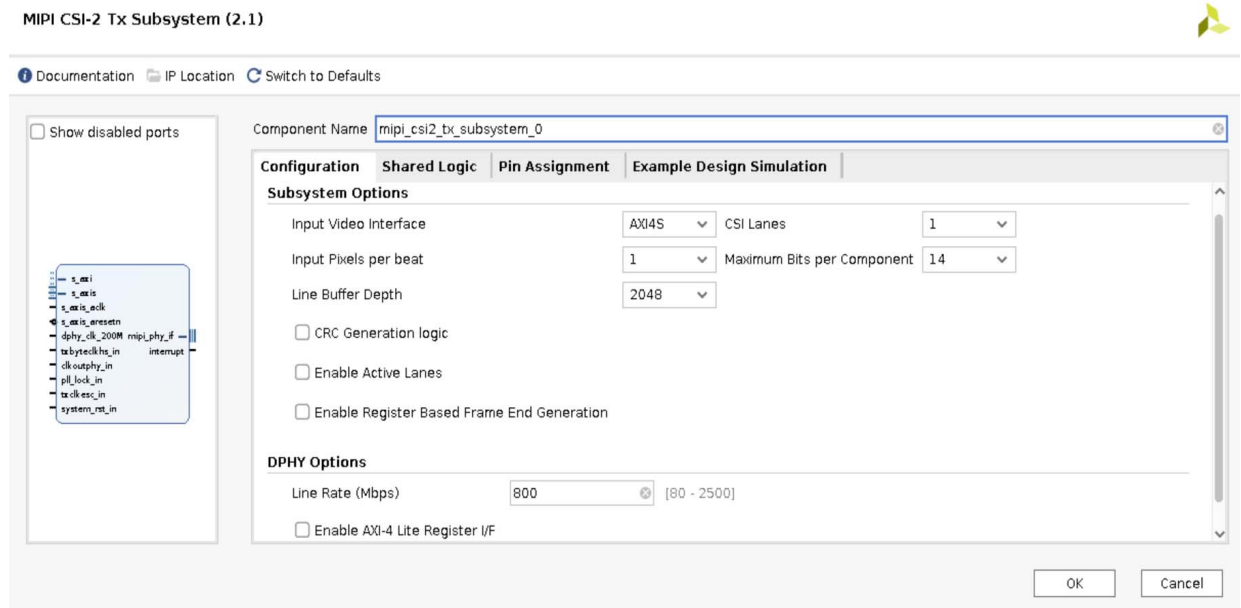 MIPI CSI-2 Tx Subsystem (2.1)
Documentation IP Location Switch to Defaults
Show disabled ports
s_axi
s_axis
s_axis_aclk
s_axis_aresetn
dphy_clk_200M mipi_phy_if
txbyteclkhs_in interrupt
clkoutphy_in
pll_lock_in
txclkesc_in
system_rst_in
Component Name mipi_csi2_tx_subsystem_0
Configuration Shared Logic Pin Assignment Example Design Simulation
Subsystem Options
Input Video Interface AXI4S CSI Lanes 1
Input Pixels per beat 1 Maximum Bits per Component 14
Line Buffer Depth 2048
CRC Generation logic
Enable Active Lanes
Enable Register Based Frame End Generation
DPHY Options
Line Rate (Mbps) 800 [80 - 2500]
Enable AXI-4 Lite Register I/F
OK Cancel